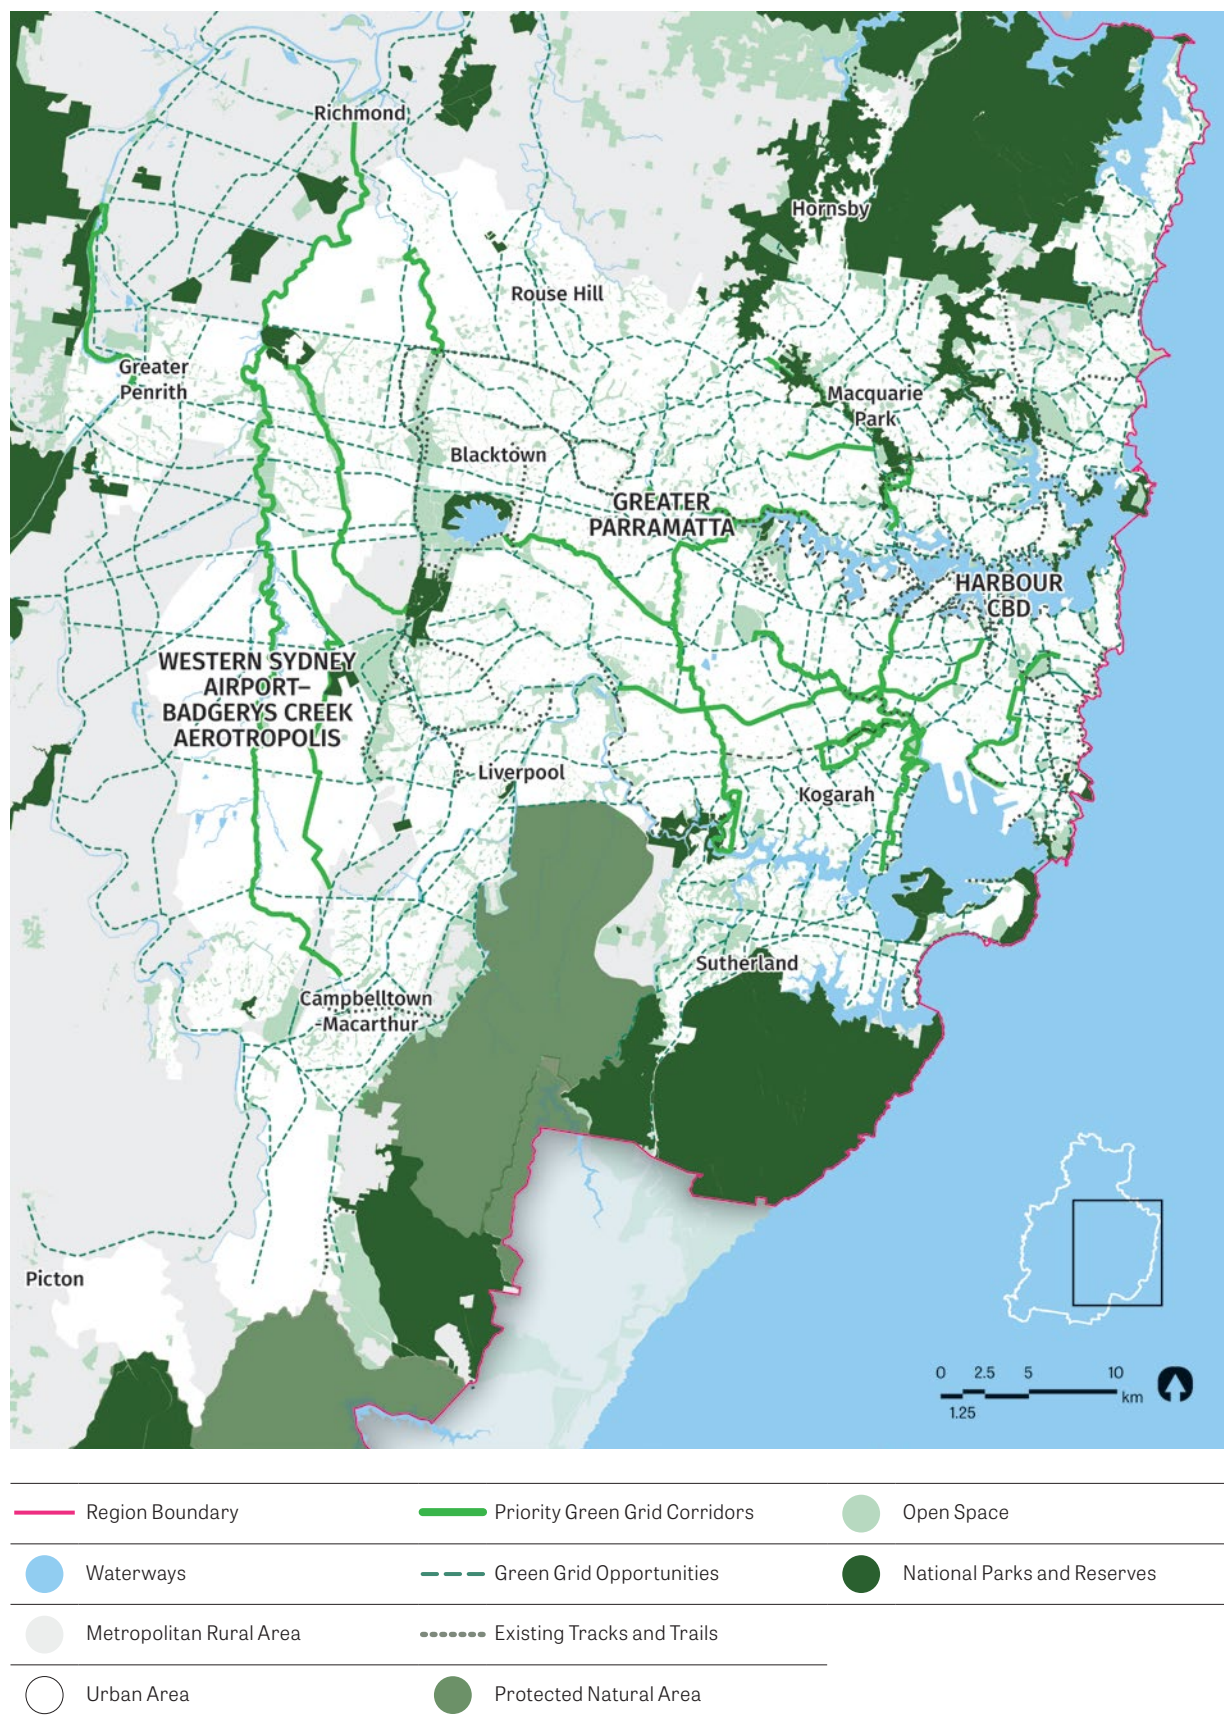 Richmond
Hornsby
Rouse Hill
Greater
Penrith
Macquarie
Park
Blacktown
GREATER
PARRAMATTA
HARBOUR
CBD
WESTERN SYDNEY
AIRPORT–
BADGERYS CREEK
AEROTROPOLIS
Liverpool
Kogarah
Sutherland
Campbelltown
-Macarthur
Picton
0 2.5 5 10
km
1.25
Region Boundary
Priority Green Grid Corridors
Open Space
Waterways
Green Grid Opportunities
National Parks and Reserves
Metropolitan Rural Area
Existing Tracks and Trails
Urban Area
Protected Natural Area